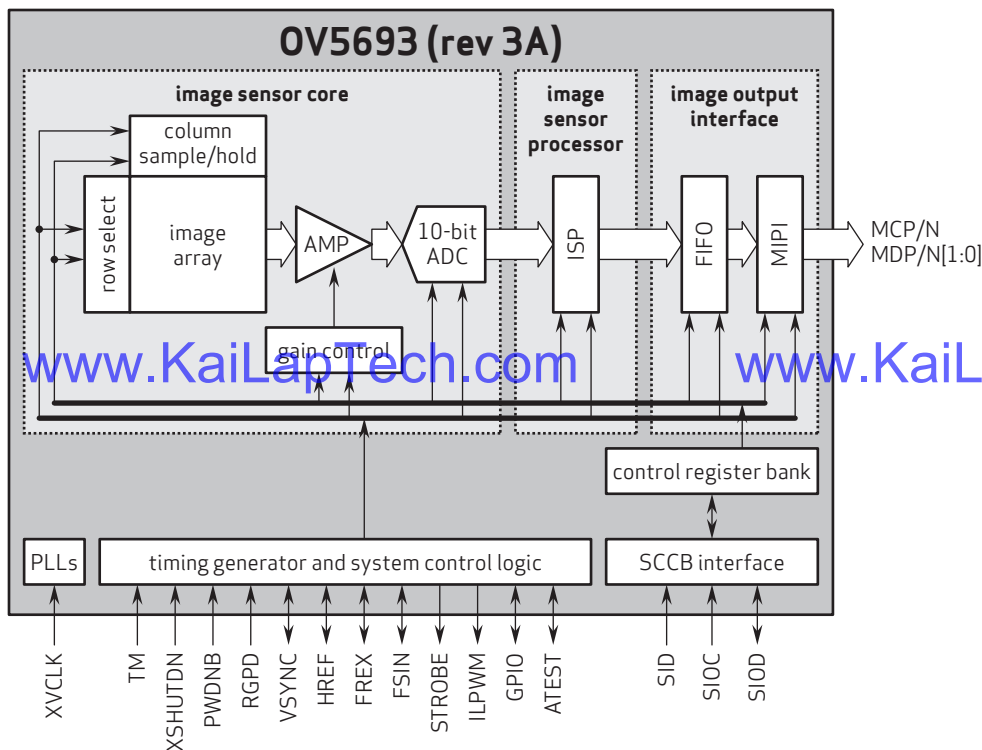 OV5693 (rev 3A)
image sensor core
image
sensor
processor
image output
interface
column
sample/hold
row select
image
array
AMP
10-bit
ADC
ISP
FIFO
MIPI
MCP/N
MDP/N[1:0]
gain control
www.KaiLapTech.com
www.KaiL
control register bank
PLLs
timing generator and system control logic
SCCB interface
XVCLK
TM
XSHUTDN
PWDNB
RGPD
VSYNC
HREF
FREX
FSIN
STROBE
ILPWM
GPIO
ATEST
SID
SIOC
SIOD